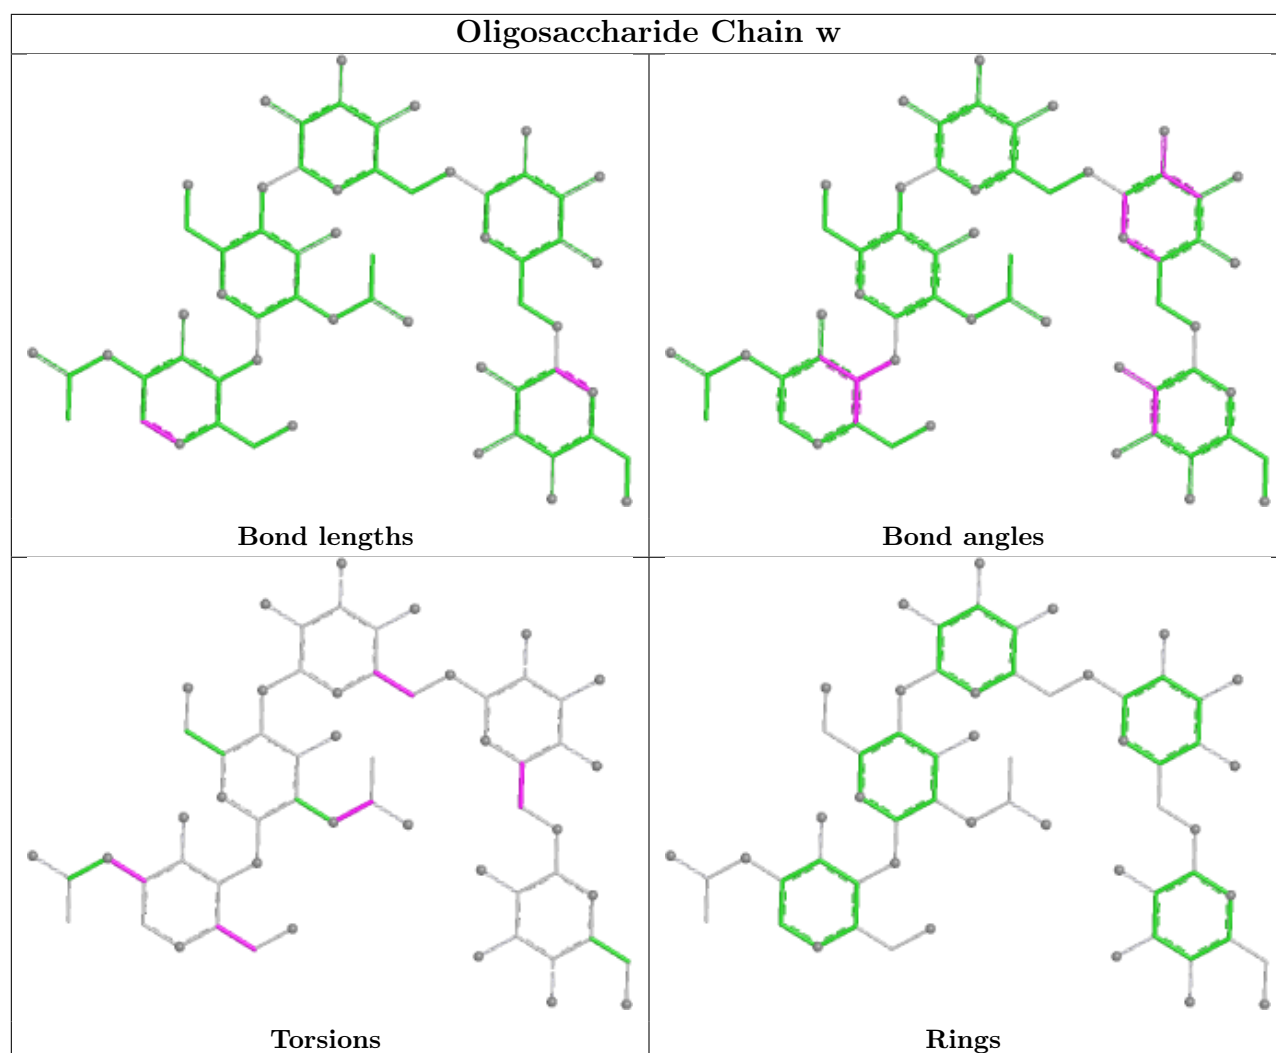 Oligosaccharide Chain w
Bond lengths
Bond angles
Torsions
Rings